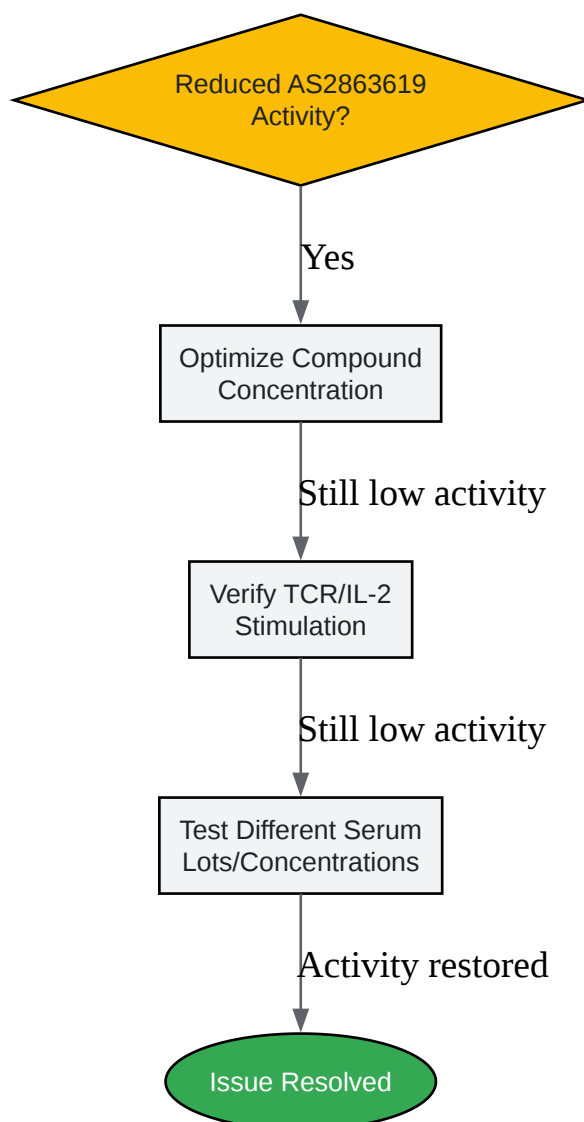 Reduced AS2863619
Activity?
Yes
Optimize Compound
Concentration
Still low activity
Verify TCR/IL-2
Stimulation
Still low activity
Test Different Serum
Lots/Concentrations
Activity restored
Issue Resolved